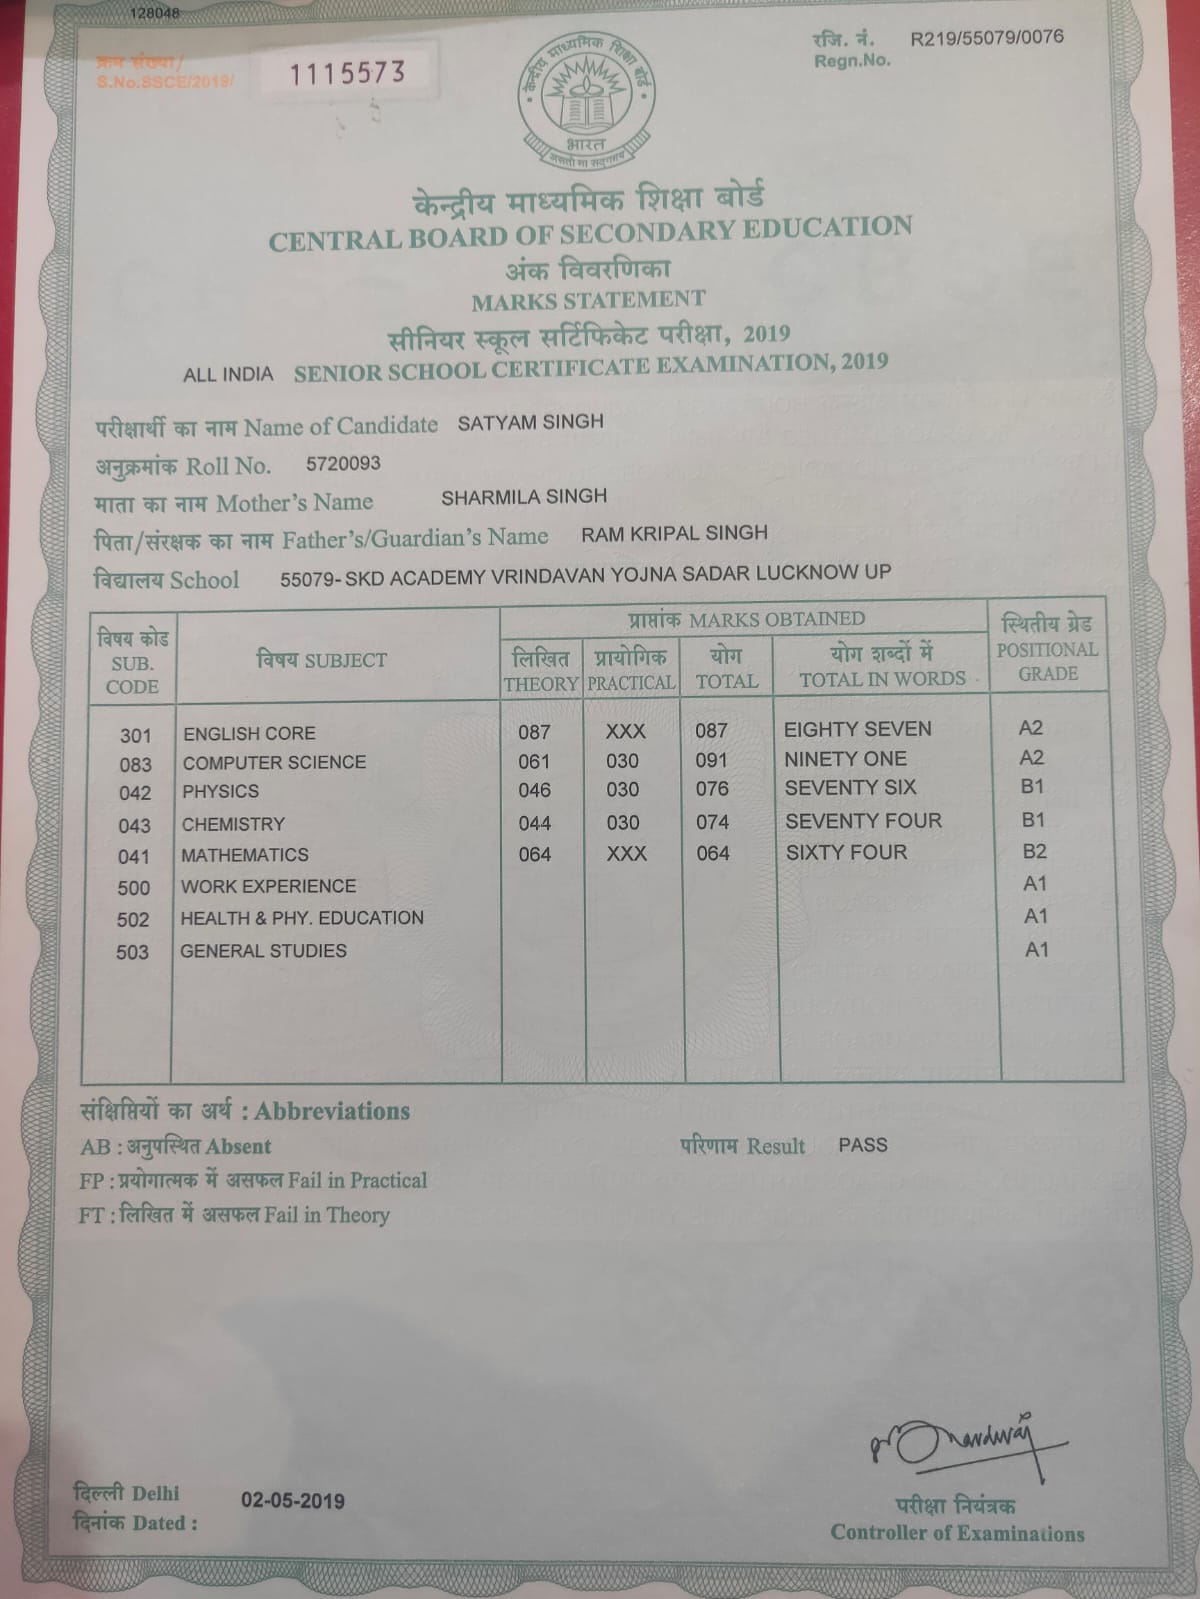 128048
क्रम संख्या/
S.No.SSCE/2019/ 1115573
रजि. नं. R219/55079/0076
Regn.No.
केन्द्रीय माध्यमिक शिक्षा बोर्ड
भारत
असतो मा सद्गमय
केन्द्रीय माध्यमिक शिक्षा बोर्ड
CENTRAL BOARD OF SECONDARY EDUCATION
अंक विवरणिका
MARKS STATEMENT
सीनियर स्कूल सर्टिफिकेट परीक्षा, 2019
ALL INDIA SENIOR SCHOOL CERTIFICATE EXAMINATION, 2019
परीक्षार्थी का नाम Name of Candidate SATYAM SINGH
अनुक्रमांक Roll No. 5720093
माता का नाम Mother's Name SHARMILA SINGH
पिता/संरक्षक का नाम Father's/Guardian's Name RAM KRIPAL SINGH
विद्यालय School 55079- SKD ACADEMY VRINDAVAN YOJNA SADAR LUCKNOW UP
विषय कोड SUB. CODE विषय SUBJECT प्राप्तांक MARKS OBTAINED स्थितीय ग्रेड POSITIONAL GRADE
लिखित THEORY प्रायोगिक PRACTICAL योग TOTAL योग शब्दों में TOTAL IN WORDS
301 ENGLISH CORE 087 XXX 087 EIGHTY SEVEN A2
083 COMPUTER SCIENCE 061 030 091 NINETY ONE A2
042 PHYSICS 046 030 076 SEVENTY SIX B1
043 CHEMISTRY 044 030 074 SEVENTY FOUR B1
041 MATHEMATICS 064 XXX 064 SIXTY FOUR B2
500 WORK EXPERIENCE A1
502 HEALTH & PHY. EDUCATION A1
503 GENERAL STUDIES A1
संक्षिप्तियों का अर्थ : Abbreviations
AB : अनुपस्थित Absent परिणाम Result PASS
FP : प्रयोगात्मक में असफल Fail in Practical
FT : लिखित में असफल Fail in Theory
दिल्ली Delhi
दिनांक Dated : 02-05-2019
परीक्षा नियंत्रक
Controller of Examinations